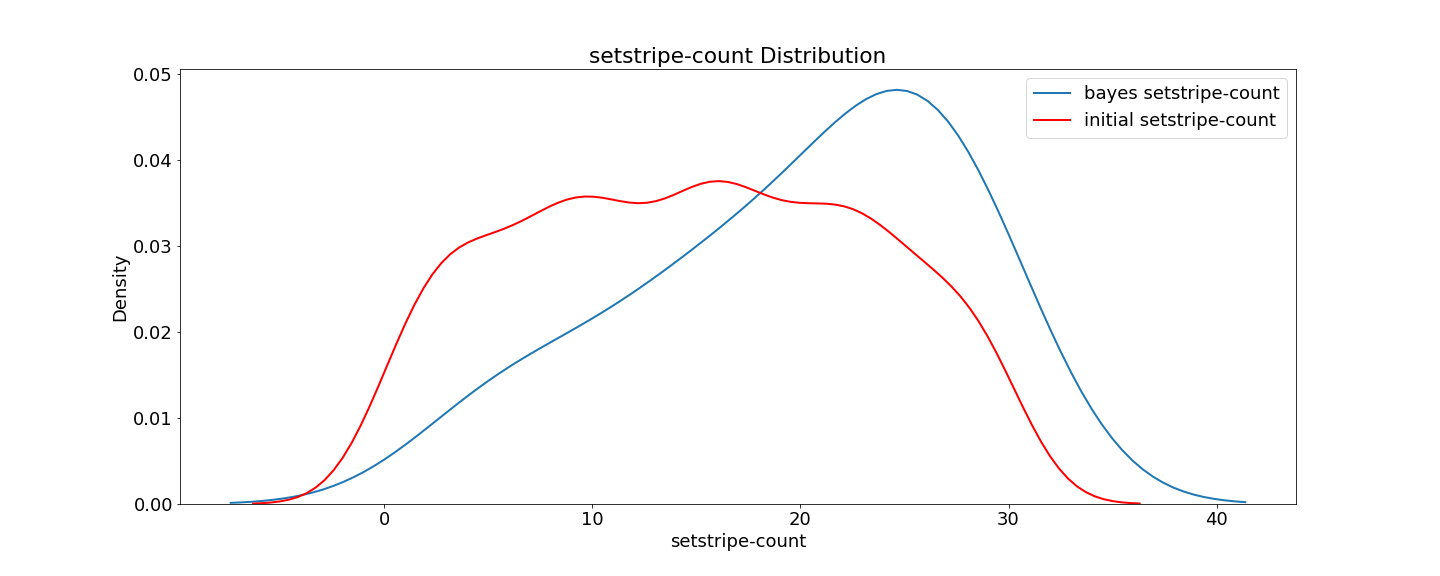 setstripe-count Distribution
bayes setstripe-count
initial setstripe-count
Density
0.05
0.04
0.03
0.02
0.01
0.00
0 10 20 30 40
setstripe-count